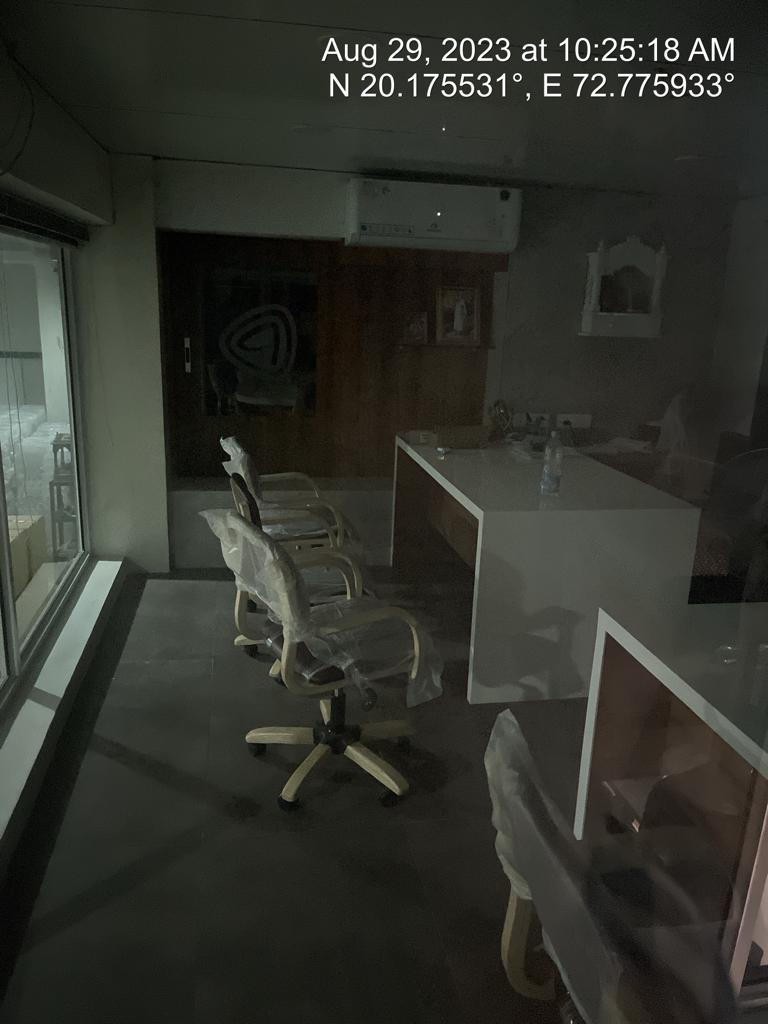 Aug 29, 2023 at 10:25:18 AM
N 20.175531°, E 72.775933°